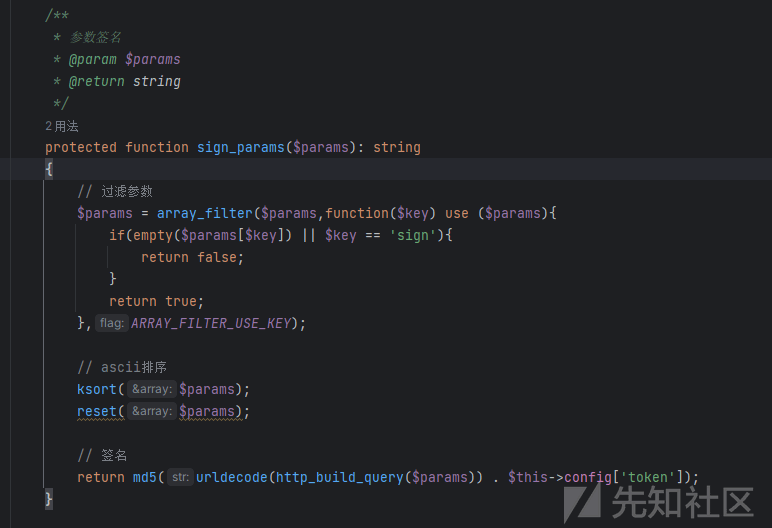 /**
 * 参数签名
 * @param $params
 * @return string
 */
2 用法
protected function sign_params($params): string
{
    // 过滤参数
    $params = array_filter($params,function($key) use ($params){
        if(empty($params[$key]) || $key == 'sign'){
            return false;
        }
        return true;
    }, flag: ARRAY_FILTER_USE_KEY);
    // ascii排序
    ksort( &array: $params);
    reset( &array: $params);
    // 签名
    return md5( str: urldecode(http_build_query($params)) . $this->config['token']);
}
先知社区